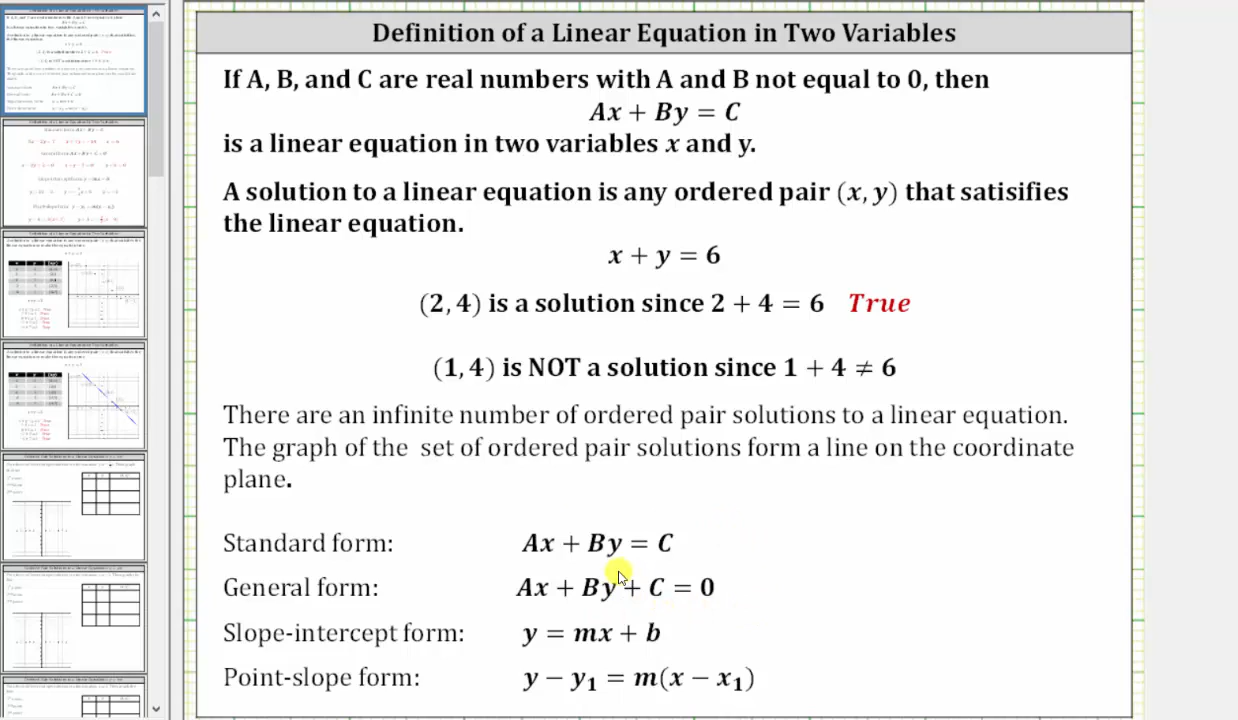 Definition of a Linear Equation in Two Variables
If A, B, and C are real numbers with A and B not equal to 0, then
Ax + By = C
is a linear equation in two variables x and y.
A solution to a linear equation is any ordered pair (x, y) that satisifies
the linear equation.
x + y = 6
(2, 4) is a solution since 2 + 4 = 6 True
(1, 4) is NOT a solution since 1 + 4 ≠ 6
There are an infinite number of ordered pair solutions to a linear equation.
The graph of the set of ordered pair solutions form a line on the coordinate
plane.
Standard form: Ax + By = C
General form: Ax + By + C = 0
Slope-intercept form: y = mx + b
Point-slope form: y − y₁ = m(x − x₁)